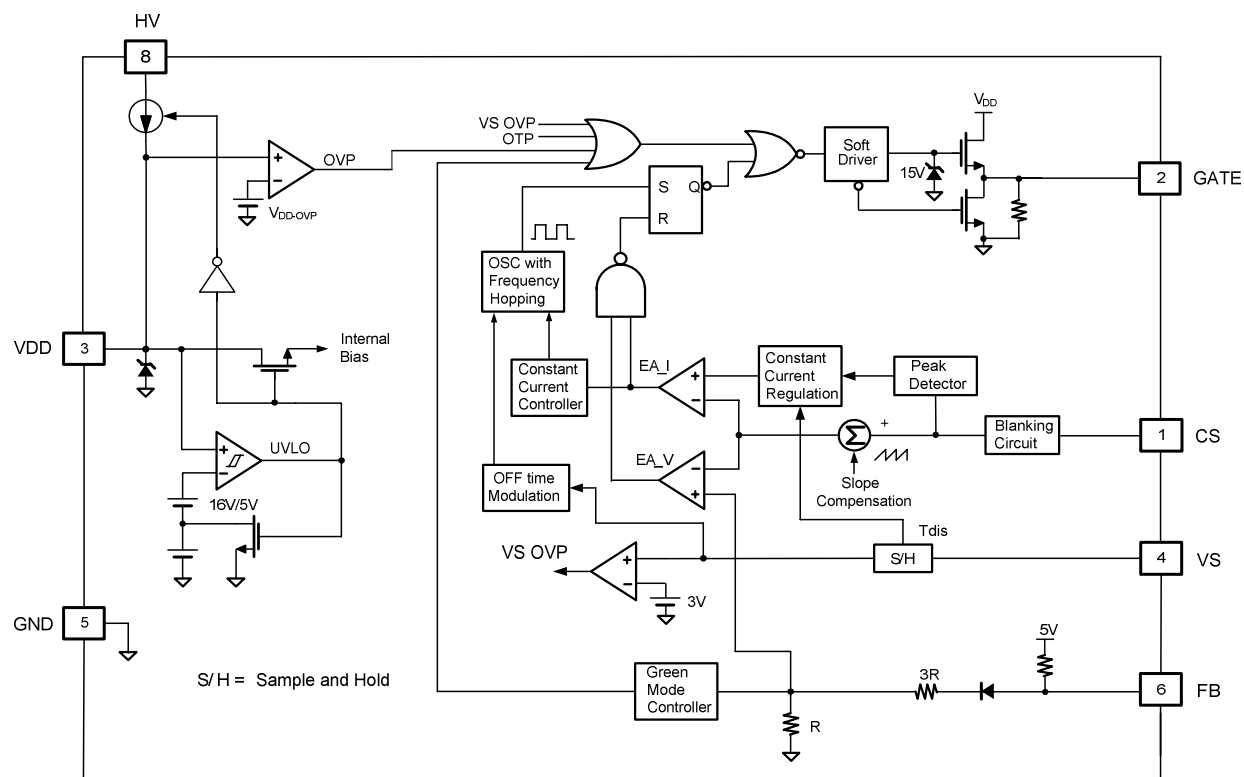 HV
8
VDD
VS OVP
OTP
OVP
VDD-OVP
S
Q
R
Soft
Driver
15V
2
GATE
OSC with
Frequency
Hopping
VDD
3
Internal
Bias
EA_I
Constant
Current
Controller
Constant
Current
Regulation
Peak
Detector
+
-
Σ
+
Blanking
Circuit
1
CS
UVLO
16V/5V
EA_V
OFF time
Modulation
Slope
Compensation
Tdis
VS OVP
S/H
4
VS
3V
GND
5
5V
S/H = Sample and Hold
Green
Mode
Controller
3R
6
FB
R